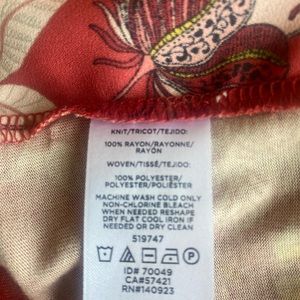 KNIT/TRICOT/TEJIDO:
100% RAYON/RAYONNE/
RAYÓN
WOVEN/TISSÉ/TEJIDO:
100% POLYESTER/
POLYESTER/POLIÉSTER
MACHINE WASH COLD ONLY
NON-CHLORINE BLEACH
WHEN NEEDED RESHAPE
DRY FLAT COOL IRON IF
NEEDED OR DRY CLEAN
519747
ID# 70049
CA#57421
RN#140923